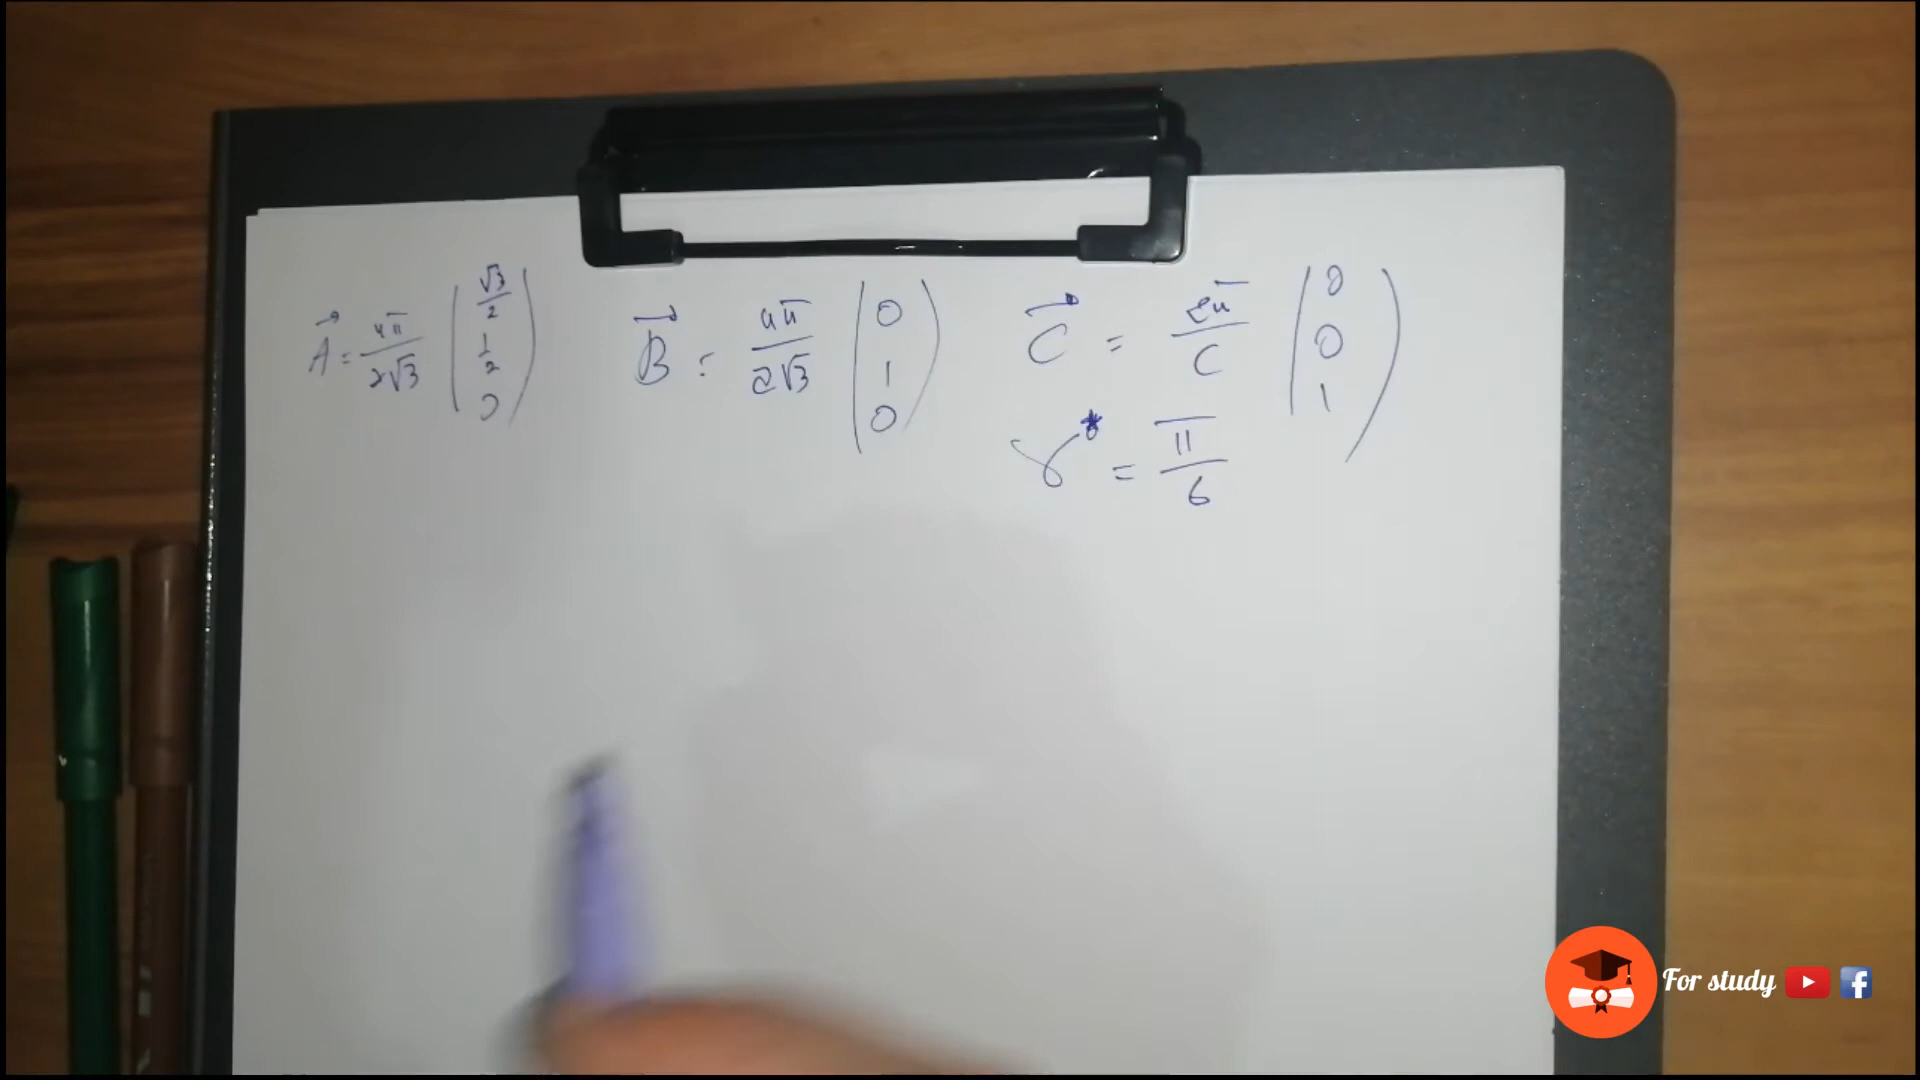 A⃗ = 4π/2√3 (√3/2 1/2 0) B⃗ = 4π/2√3 (0 1 0) C⃗ = 2π/C (0 0 1)
γ* = π/6
For study